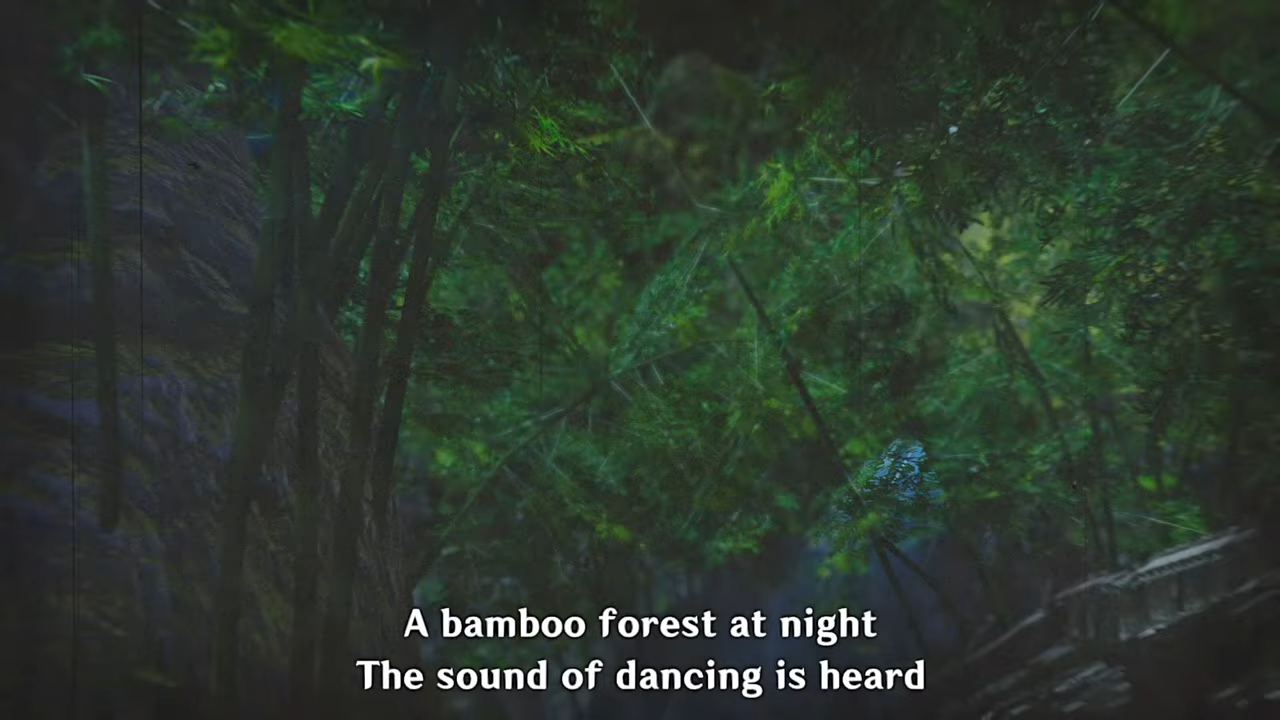 A bamboo forest at night
The sound of dancing is heard